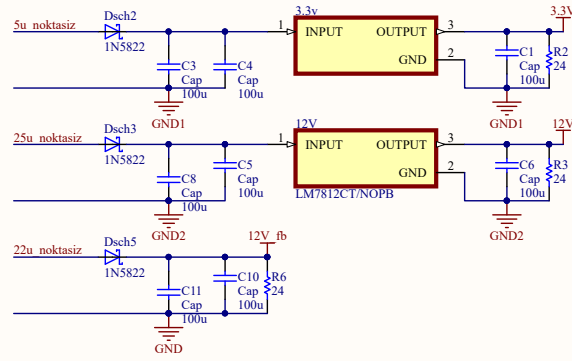 5u_noktasiz
Dsch2
1N5822
C3
Cap
100u
C4
Cap
100u
GND1
3.3v
1
INPUT
OUTPUT
3
GND
2
C1
Cap
100u
R2
24
3.3V
GND1
25u_noktasiz
Dsch3
1N5822
C8
Cap
100u
C5
Cap
100u
GND2
12V
1
INPUT
OUTPUT
3
GND
2
LM7812CT/NOPB
C6
Cap
100u
R3
24
12V
GND2
22u_noktasiz
Dsch5
1N5822
C11
Cap
100u
C10
Cap
100u
12V_fb
R6
24
GND